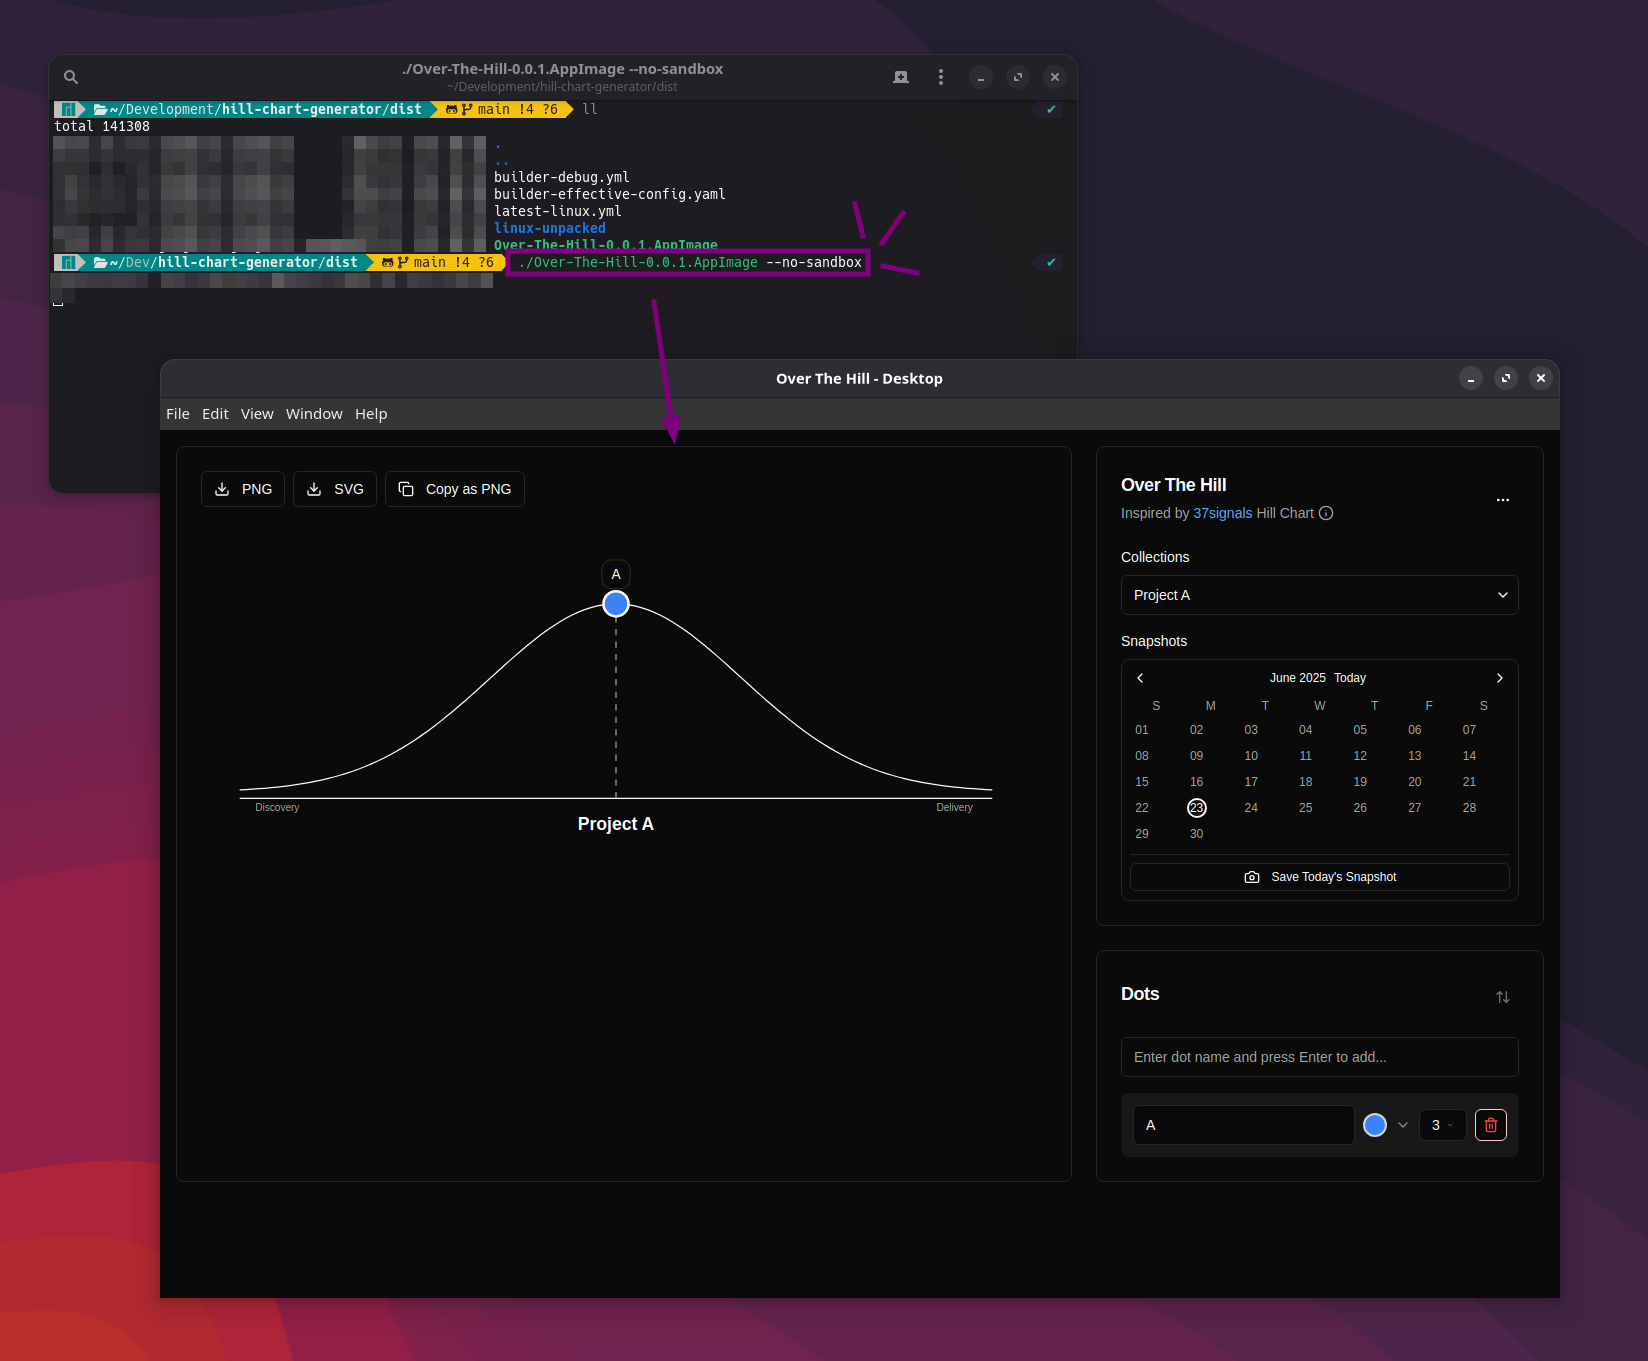 ./Over-The-Hill-0.0.1.AppImage --no-sandbox
~/Development/hill-chart-generator/dist
~/Development/hill-chart-generator/dist main !4 ?6 ll ✔
total 141308
.
..
builder-debug.yml
builder-effective-config.yaml
latest-linux.yml
linux-unpacked
Over-The-Hill-0.0.1.AppImage
~/Dev/hill-chart-generator/dist main !4 ?6 ./Over-The-Hill-0.0.1.AppImage --no-sandbox ✔
Over The Hill - Desktop
File Edit View Window Help
PNG SVG Copy as PNG
A
Discovery Delivery
Project A
Over The Hill
Inspired by 37signals Hill Chart
Collections
Project A
Snapshots
June 2025 Today
S M T W T F S
01 02 03 04 05 06 07
08 09 10 11 12 13 14
15 16 17 18 19 20 21
22 23 24 25 26 27 28
29 30
Save Today's Snapshot
Dots
Enter dot name and press Enter to add...
A 3